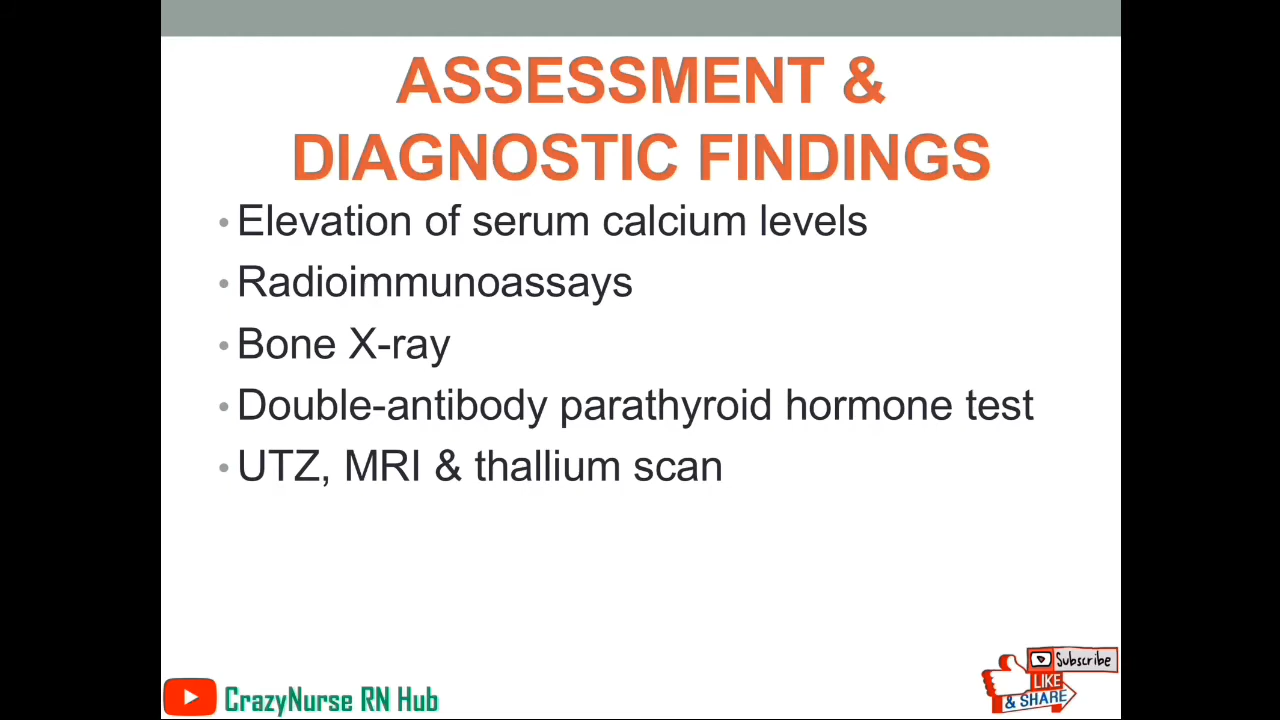 ASSESSMENT &
DIAGNOSTIC FINDINGS
• Elevation of serum calcium levels
• Radioimmunoassays
• Bone X-ray
• Double-antibody parathyroid hormone test
• UTZ, MRI & thallium scan
Subscribe
LIKE
& SHARE
CrazyNurse RN Hub